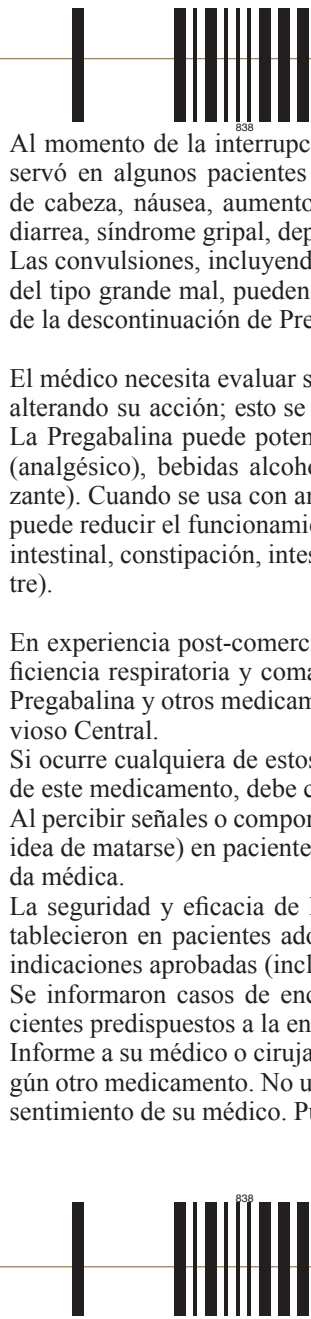 838
Al momento de la interrupc
servó en algunos pacientes
de cabeza, náusea, aumento
diarrea, síndrome gripal, dep
Las convulsiones, incluyend
del tipo grande mal, pueden
de la descontinuación de Pre
El médico necesita evaluar s
alterando su acción; esto se
La Pregabalina puede poten
(analgésico), bebidas alcoho
zante). Cuando se usa con an
puede reducir el funcionamie
intestinal, constipación, intes
tre).
En experiencia post-comerc
ficiencia respiratoria y coma
Pregabalina y otros medicam
vioso Central.
Si ocurre cualquiera de estos
de este medicamento, debe c
Al percibir señales o compor
idea de matarse) en paciente
da médica.
La seguridad y eficacia de l
tablecieron en pacientes ado
indicaciones aprobadas (incl
Se informaron casos de enc
cientes predispuestos a la en
Informe a su médico o ciruja
gún otro medicamento. No u
sentimiento de su médico. Pu
838